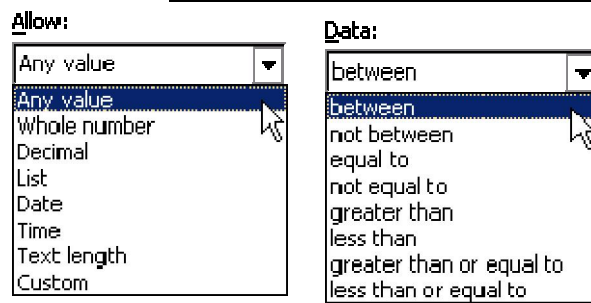 Allow:
Any value
Any value
Whole number
Decimal
List
Date
Time
Text length
Custom
Data:
between
between
not between
equal to
not equal to
greater than
less than
greater than or equal to
less than or equal to